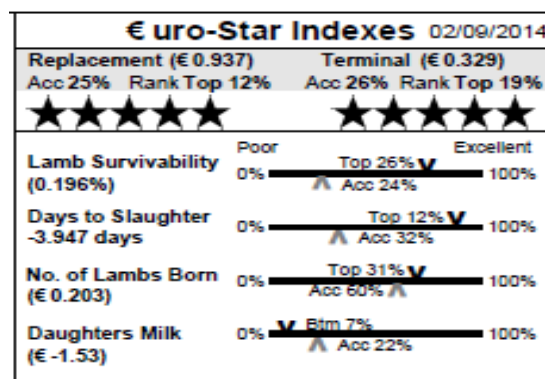 € uro-Star Indexes 02/09/2014
Replacement (€ 0.937) Terminal (€ 0.329)
Acc 25% Rank Top 12% Acc 26% Rank Top 19%
Poor Excellent
Lamb Survivability 0% Top 26% 100%
(0.196%) Acc 24%
Days to Slaughter 0% Top 12% 100%
-3.947 days Acc 32%
No. of Lambs Born 0% Top 31% 100%
(€ 0.203) Acc 60%
Daughters Milk 0% Btm 7% 100%
(€ -1.53) Acc 22%